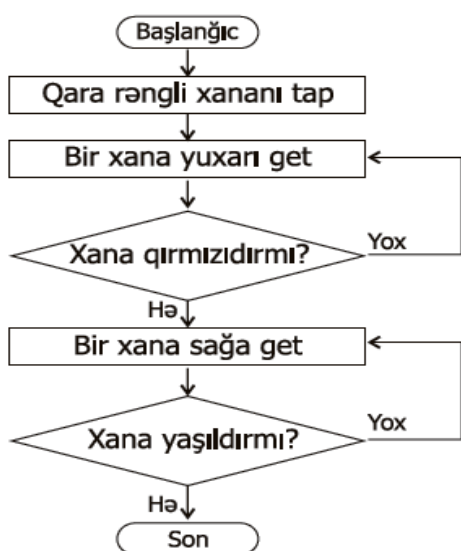 Başlanğıc
Qara rəngli xananı tap
Bir xana yuxarı get
Xana qırmızıdırmı?
Yox
Hə
Bir xana sağa get
Xana yaşıldırmı?
Yox
Hə
Son